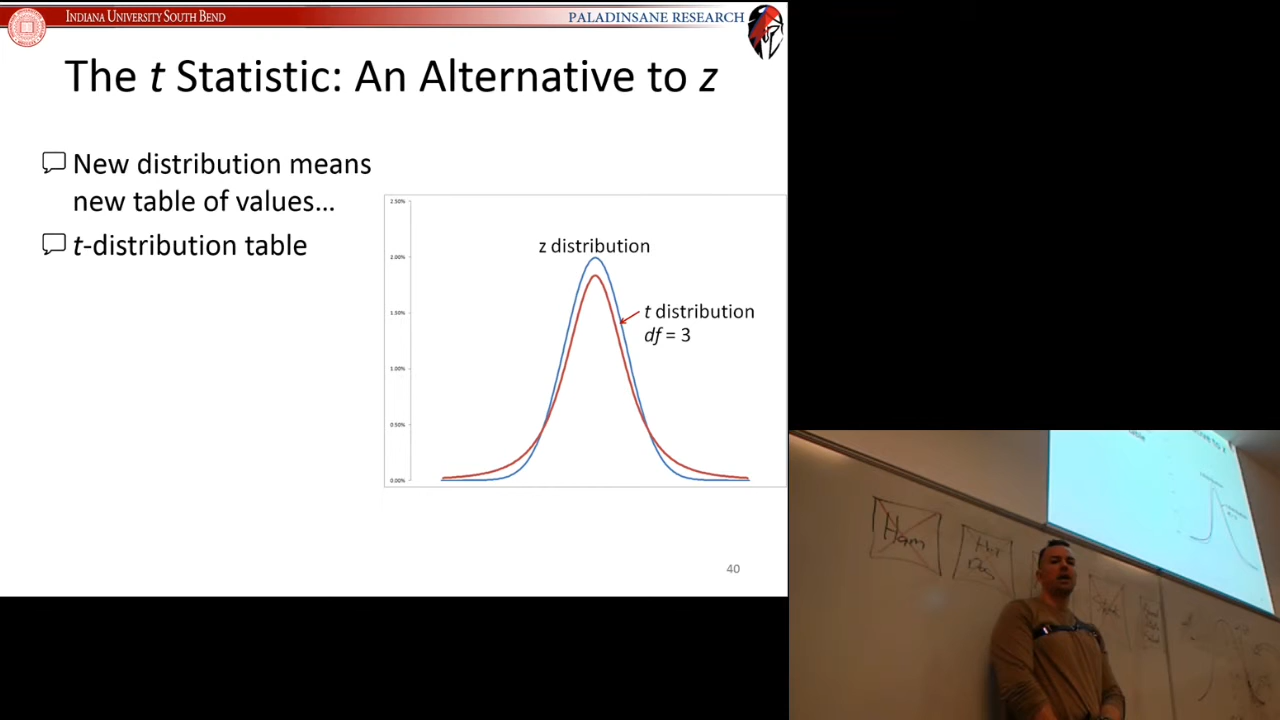 INDIANA UNIVERSITY SOUTH BEND
PALADINSANE RESEARCH
The t Statistic: An Alternative to z
New distribution means
new table of values...
t-distribution table
2.50%
2.00%
1.50%
1.00%
0.50%
0.00%
z distribution
t distribution
df = 3
40
Ham
Hot
Dog